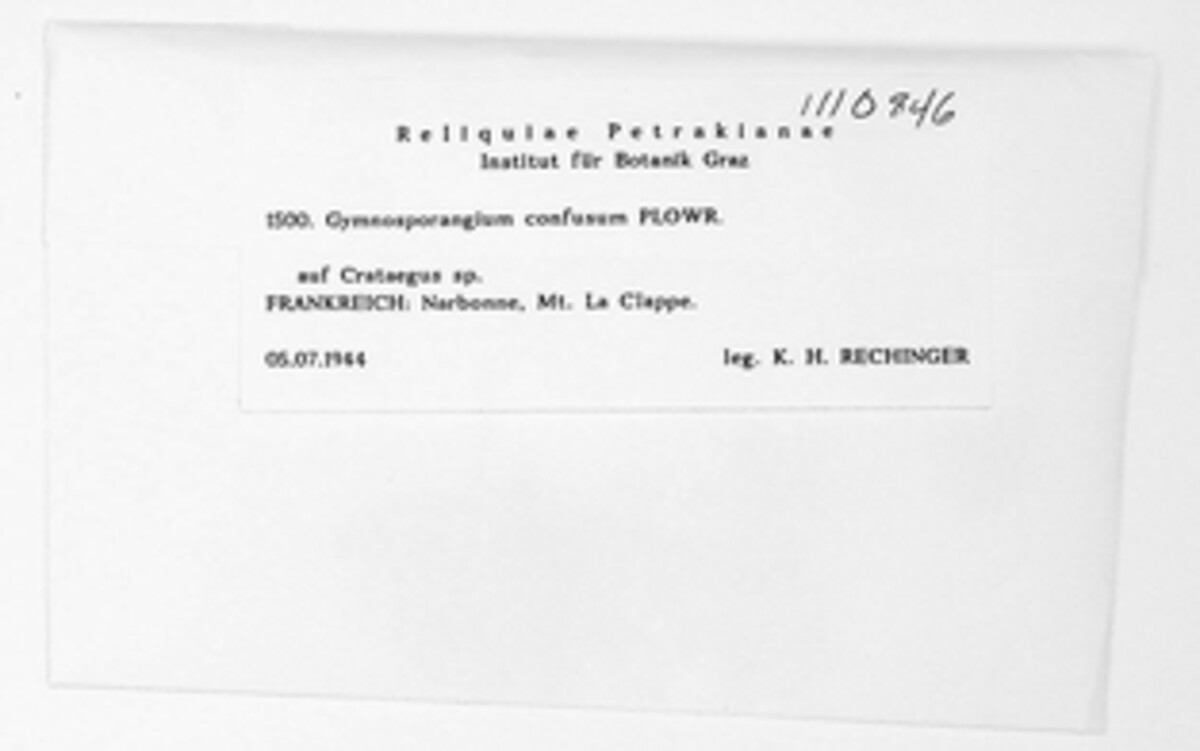 1110846
Reliquiae Petrakianae
Institut für Botanik Graz
1500. Gymnosporangium confusum PLOWR.
auf Crataegus sp.
FRANKREICH: Narbonne, Mt. La Clappe.
05.07.1944
leg. K. H. RECHINGER